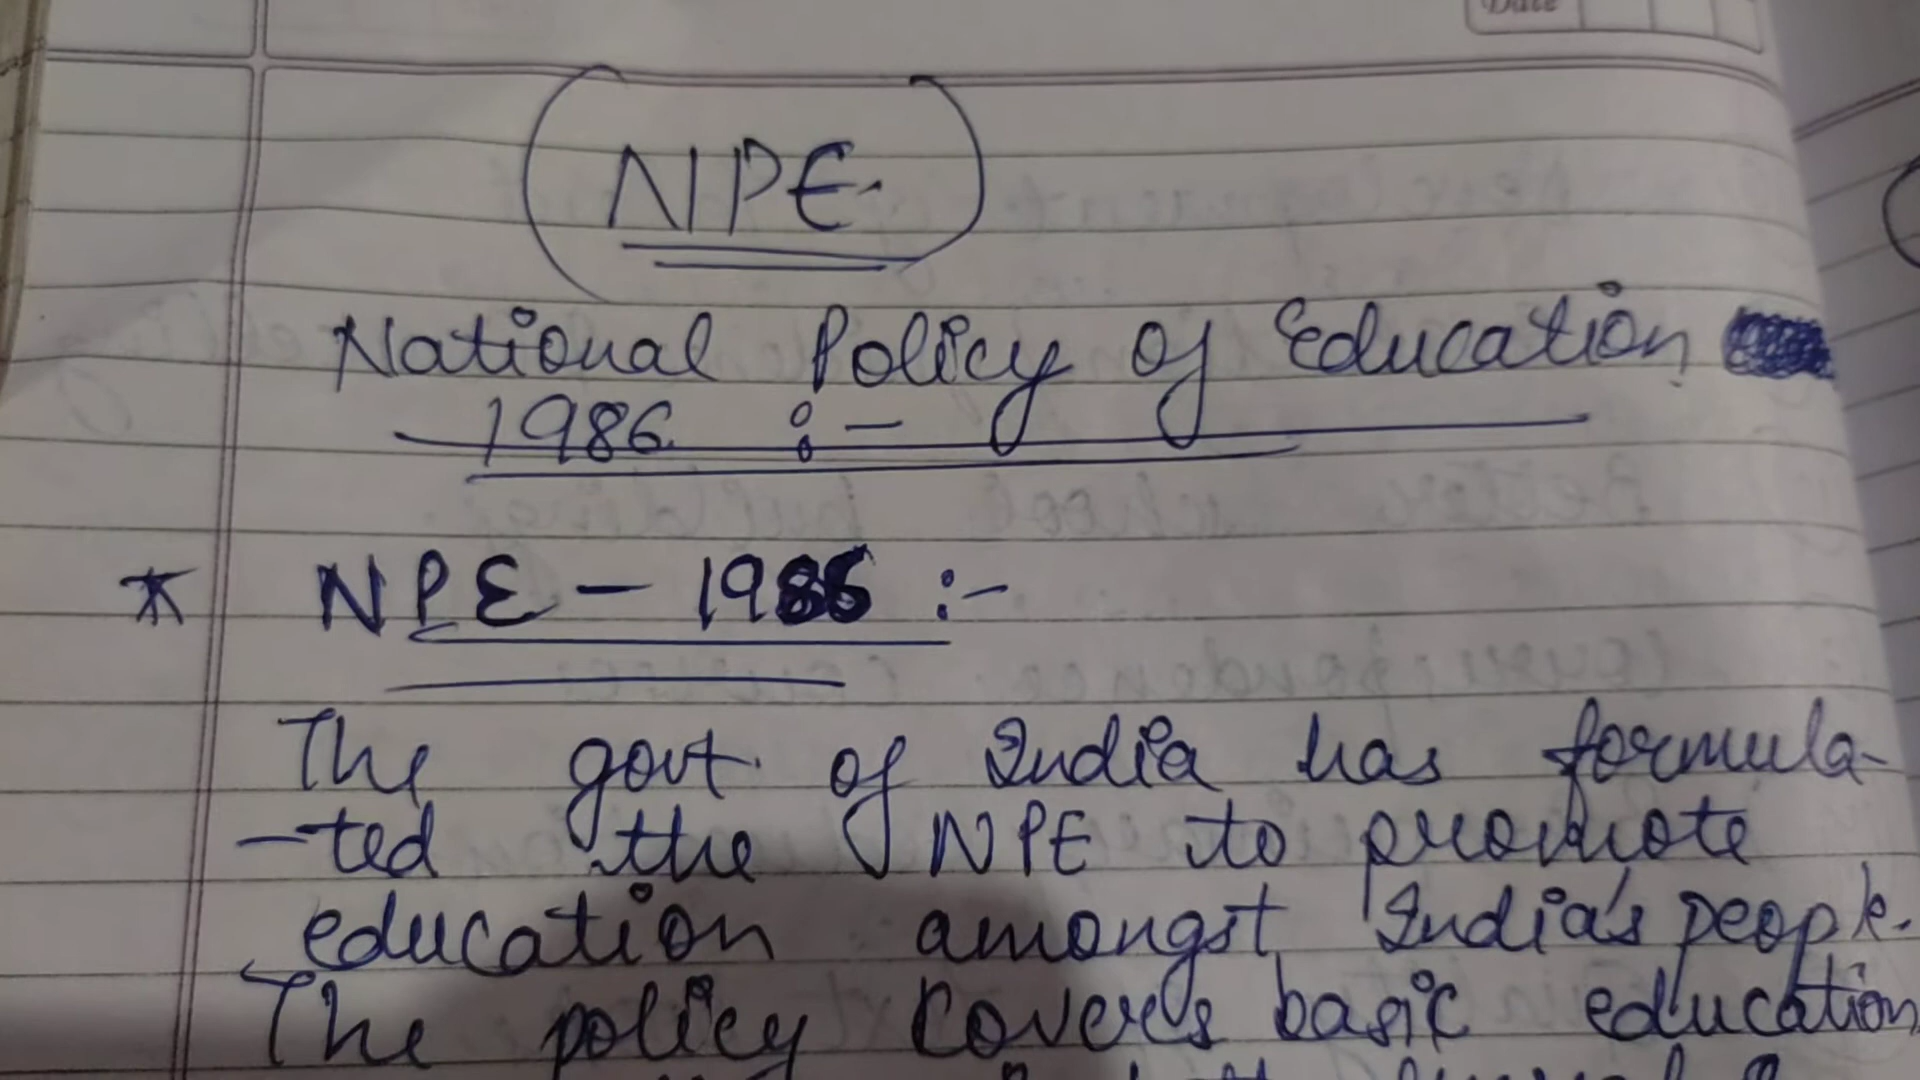 Date
NPE.
National Policy of Education
1986 :-
* NPE - 1986 :-
The govt. of India has formula-
-ted the NPE to promote
education amongst India's people.
The policy covers basic education